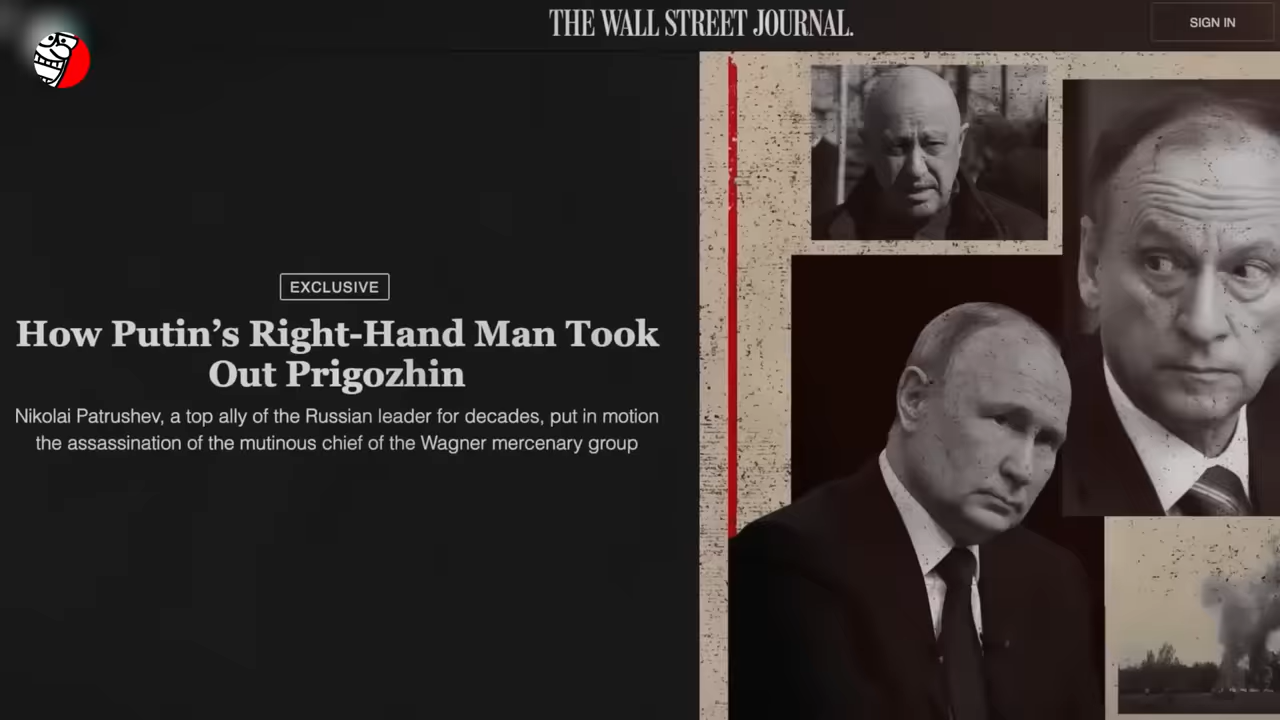 THE WALL STREET JOURNAL.
SIGN IN
EXCLUSIVE
How Putin’s Right-Hand Man Took
Out Prigozhin
Nikolai Patrushev, a top ally of the Russian leader for decades, put in motion
the assassination of the mutinous chief of the Wagner mercenary group